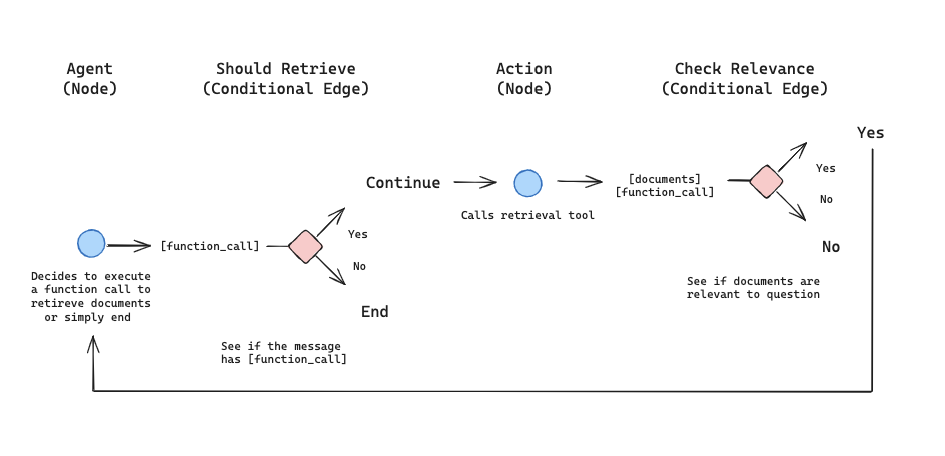 Agent
(Node)
Should Retrieve
(Conditional Edge)
Action
(Node)
Check Relevance
(Conditional Edge)
Yes
Continue
[documents]
[function_call]
Yes
No
Calls retrieval tool
Yes
No
[function_call]
No
Decides to execute
a function call to
retireve documents
or simply end
See if documents are
relevant to question
End
See if the message
has [function_call]